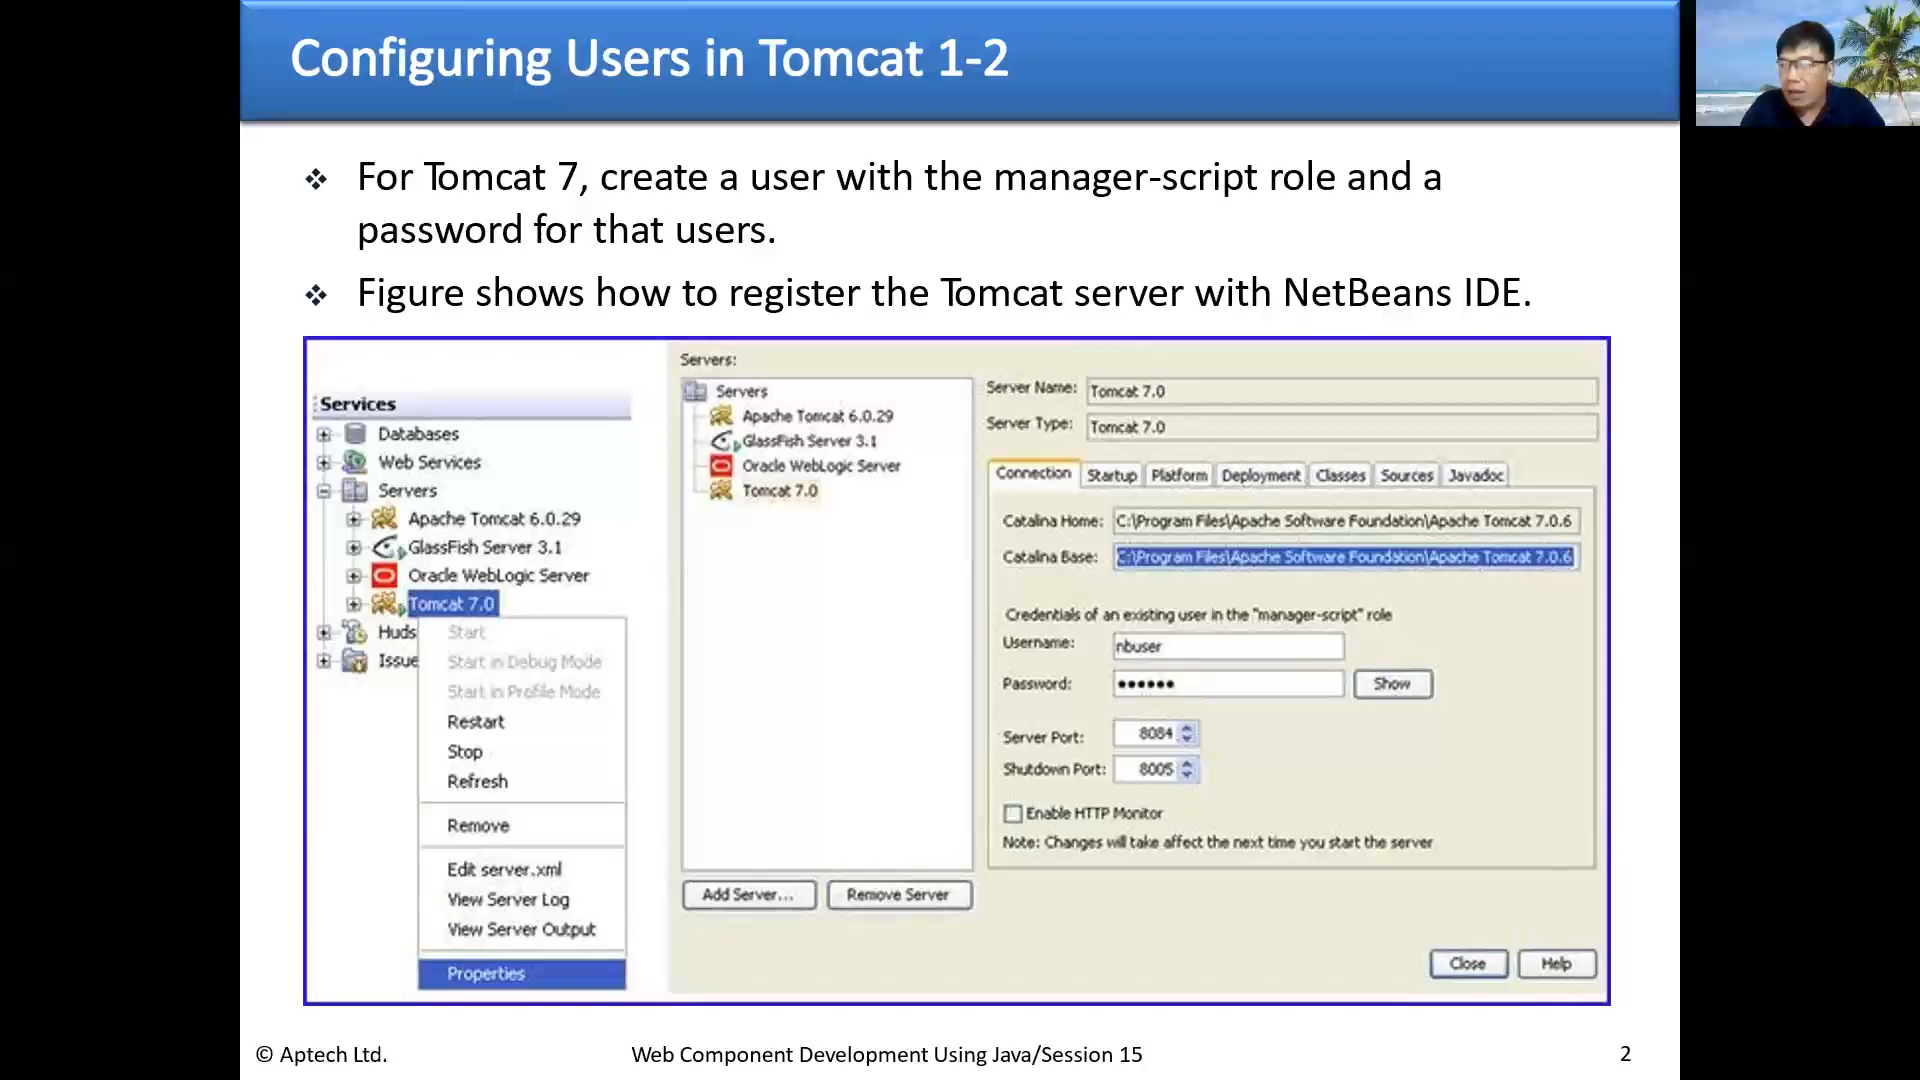 Configuring Users in Tomcat 1-2
For Tomcat 7, create a user with the manager-script role and a
password for that users.
Figure shows how to register the Tomcat server with NetBeans IDE.
Services
Databases
Web Services
Servers
Apache Tomcat 6.0.29
GlassFish Server 3.1
Oracle WebLogic Server
Tomcat 7.0
Huds
Issue
Start
Start in Debug Mode
Start in Profile Mode
Restart
Stop
Refresh
Remove
Edit server.xml
View Server Log
View Server Output
Properties
Servers:
Servers
Apache Tomcat 6.0.29
GlassFish Server 3.1
Oracle WebLogic Server
Tomcat 7.0
Add Server... Remove Server
Server Name: Tomcat 7.0
Server Type: Tomcat 7.0
Connection Startup Platform Deployment Classes Sources Javadoc
Catalina Home: C:\Program Files\Apache Software Foundation\Apache Tomcat 7.0.6
Catalina Base: C:\Program Files\Apache Software Foundation\Apache Tomcat 7.0.6
Credentials of an existing user in the "manager-script" role
Username: nbuser
Password: •••••• Show
Server Port: 8084
Shutdown Port: 8005
Enable HTTP Monitor
Note: Changes will take affect the next time you start the server
Close Help
© Aptech Ltd. Web Component Development Using Java/Session 15 2